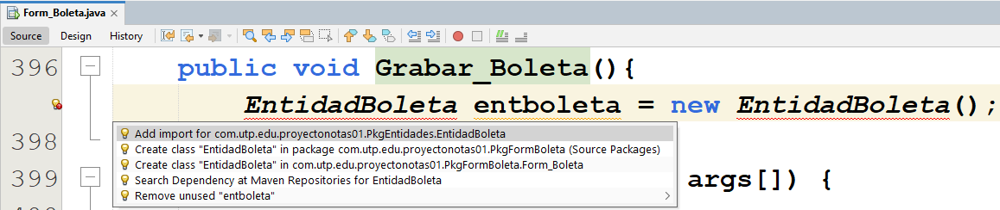 Form_Boleta.java
Source Design History
396 public void Grabar_Boleta(){
EntidadBoleta entboleta = new EntidadBoleta();
Add import for com.utp.edu.proyectonotas01.PkgEntidades.EntidadBoleta
398
Create class "EntidadBoleta" in package com.utp.edu.proyectonotas01.PkgFormBoleta (Source Packages)
Create class "EntidadBoleta" in com.utp.edu.proyectonotas01.PkgFormBoleta.Form_Boleta
399 args[]) {
Search Dependency at Maven Repositories for EntidadBoleta
Remove unused "entboleta"